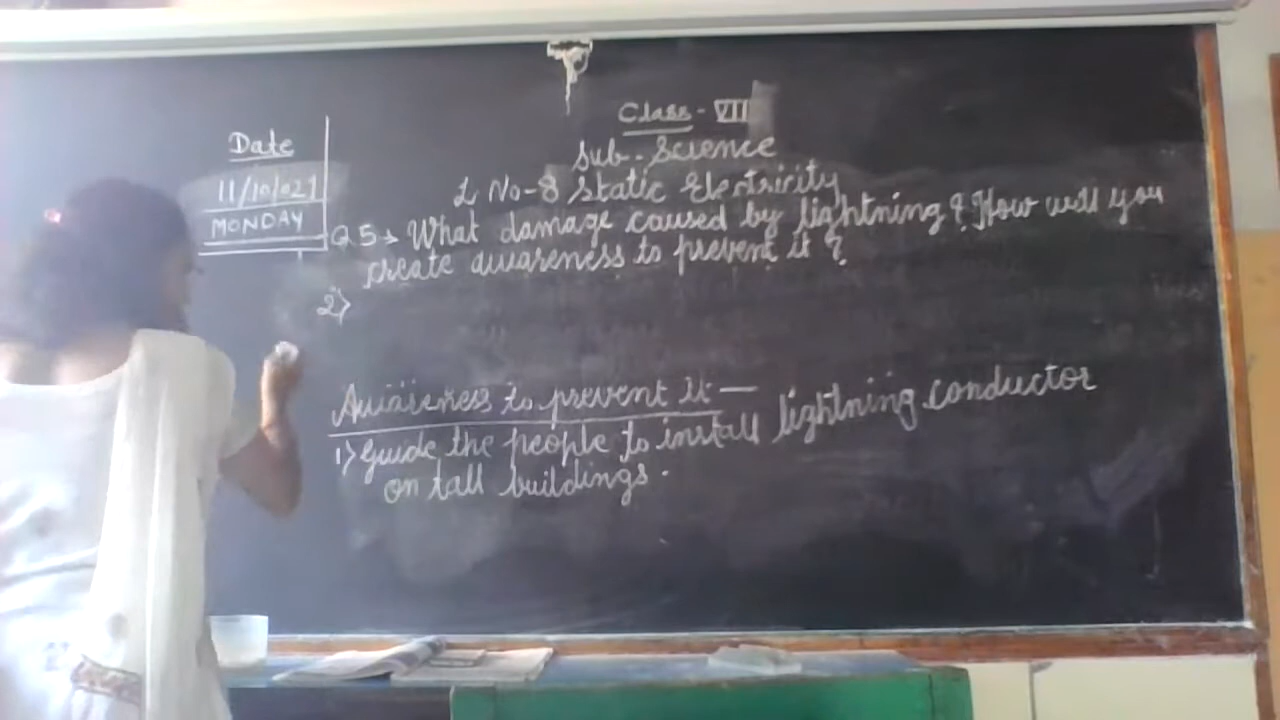 Class - VII
Date
Sub - Science
11/10/021
L No-8 Static Electricity
MONDAY
Q 5 → What damage caused by lightning? How will you
create awareness to prevent it?
2)
Awareness to prevent it —
1) Guide the people to install lightning conductor
on tall buildings.